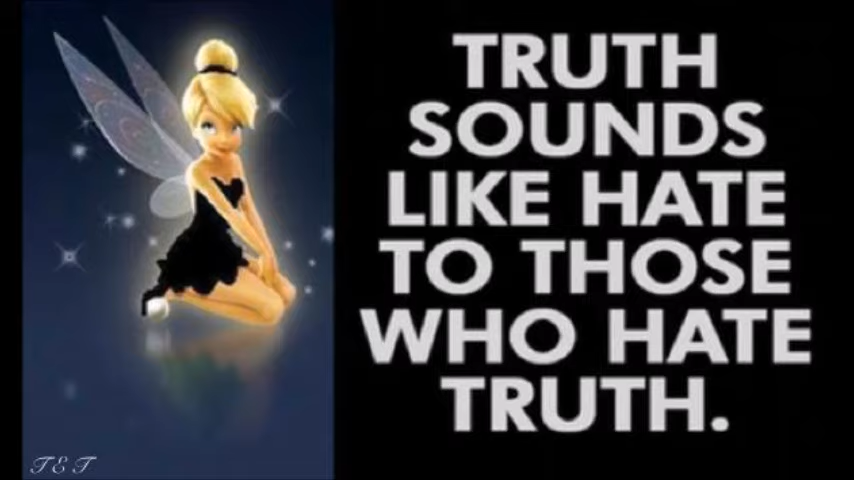 TRUTH
SOUNDS
LIKE HATE
TO THOSE
WHO HATE
TRUTH.
T&T